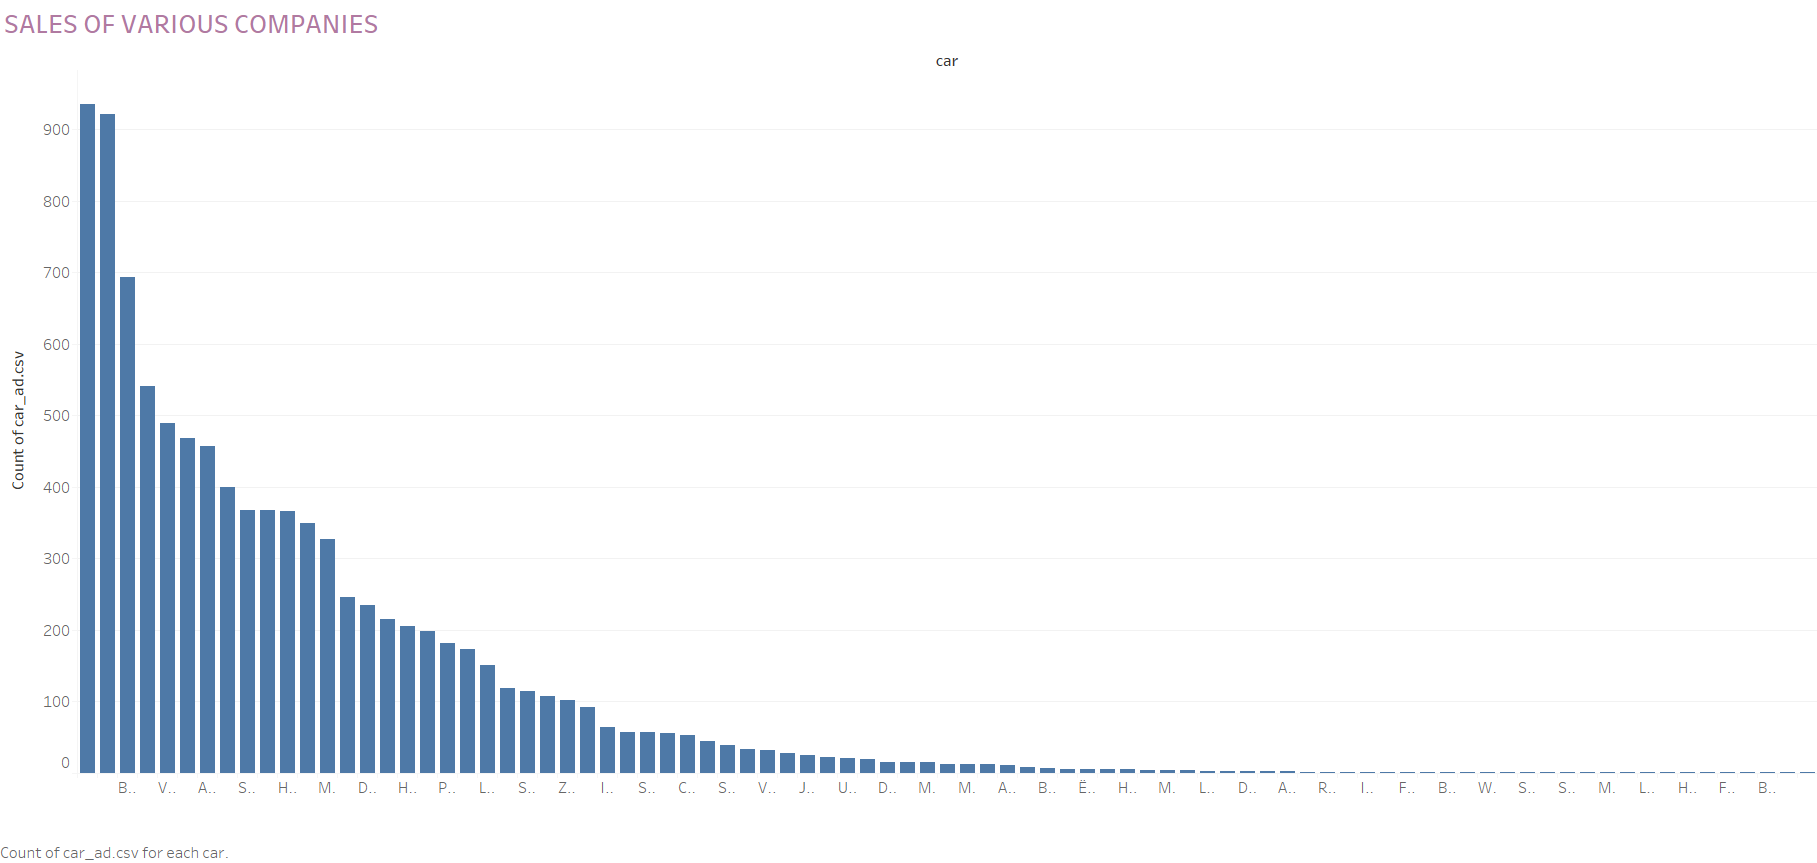 SALES OF VARIOUS COMPANIES
car
Count of car_ad.csv
900
800
700
600
500
400
300
200
100
0
B.. V.. A.. S.. H.. M. D.. H.. P.. L.. S.. Z.. I.. S.. C.. S.. V.. J.. U.. D.. M. M. A.. B.. Ë.. H.. M. L.. D.. A.. R.. I.. F.. B.. W. S.. S.. M. L.. H.. F.. B..
Count of car_ad.csv for each car.